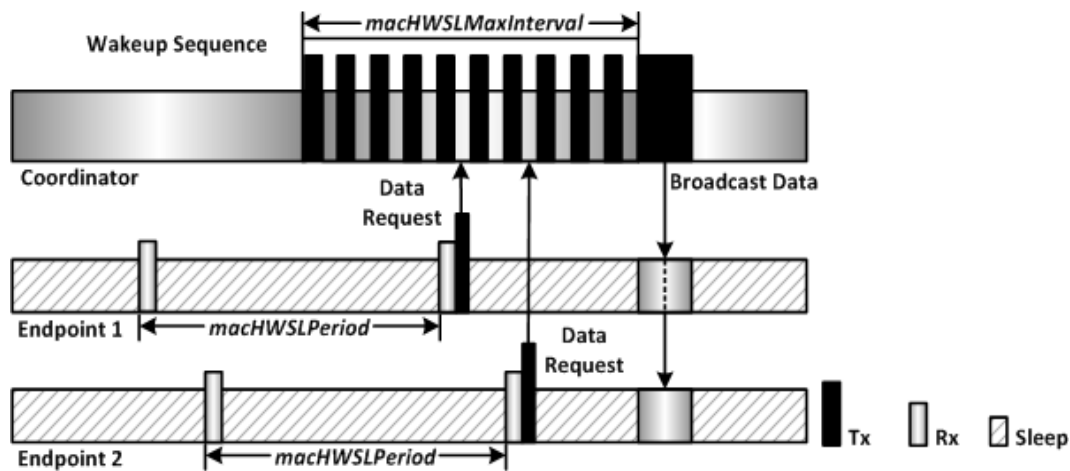 macHWSLMaxInterval
Wakeup Sequence
Coordinator
Data
Request
Broadcast Data
Endpoint 1
macHWSLPeriod
Data
Request
Endpoint 2
macHWSLPeriod
Tx
Rx
Sleep